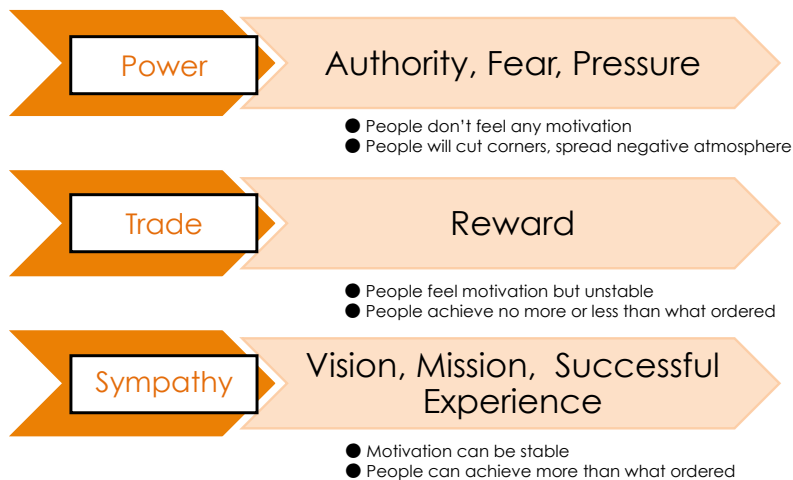 Power
Authority, Fear, Pressure
● People don't feel any motivation
● People will cut corners, spread negative atmosphere
Trade
Reward
● People feel motivation but unstable
● People achieve no more or less than what ordered
Sympathy
Vision, Mission,  Successful
Experience
● Motivation can be stable
● People can achieve more than what ordered